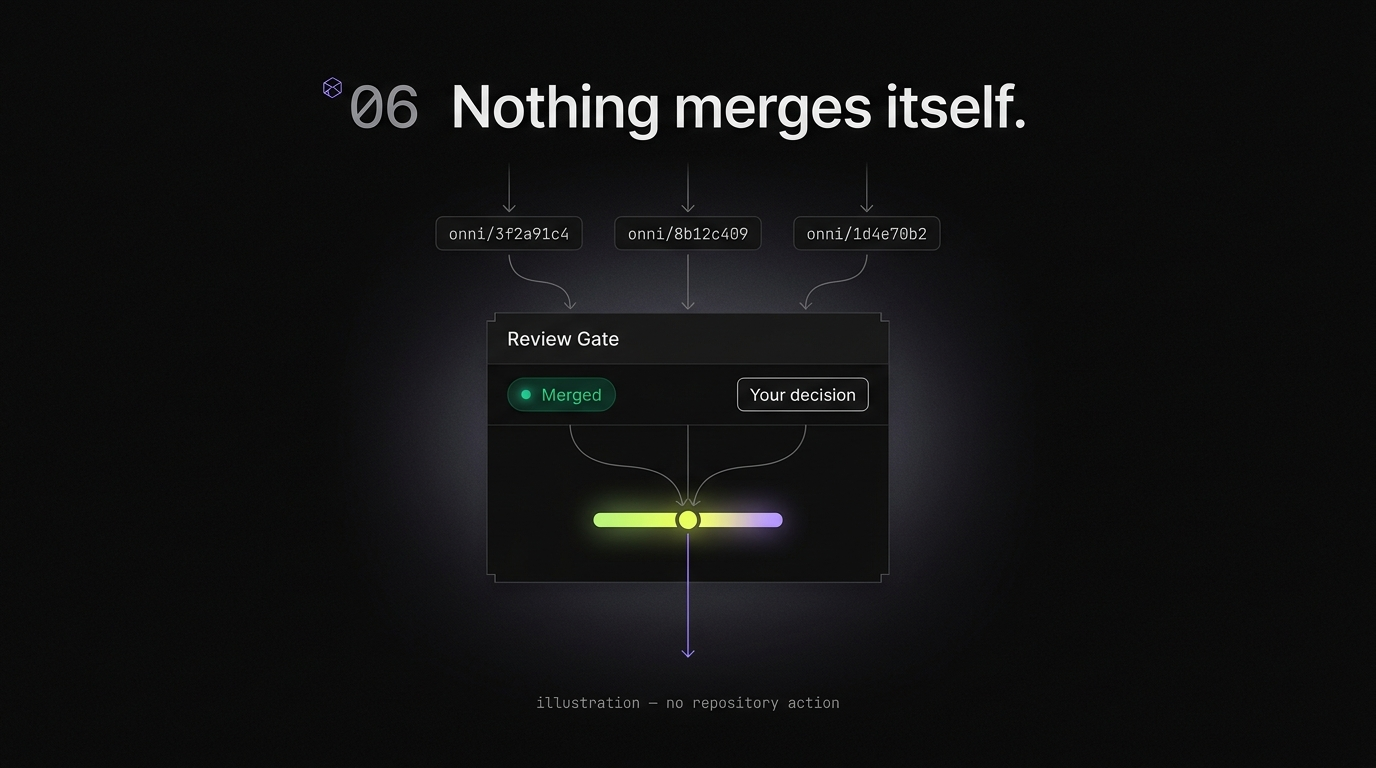 06 Nothing merges itself.
onni/3f2a91c4 onni/8b12c409 onni/1d4e70b2
Review Gate
Merged Your decision
illustration — no repository action